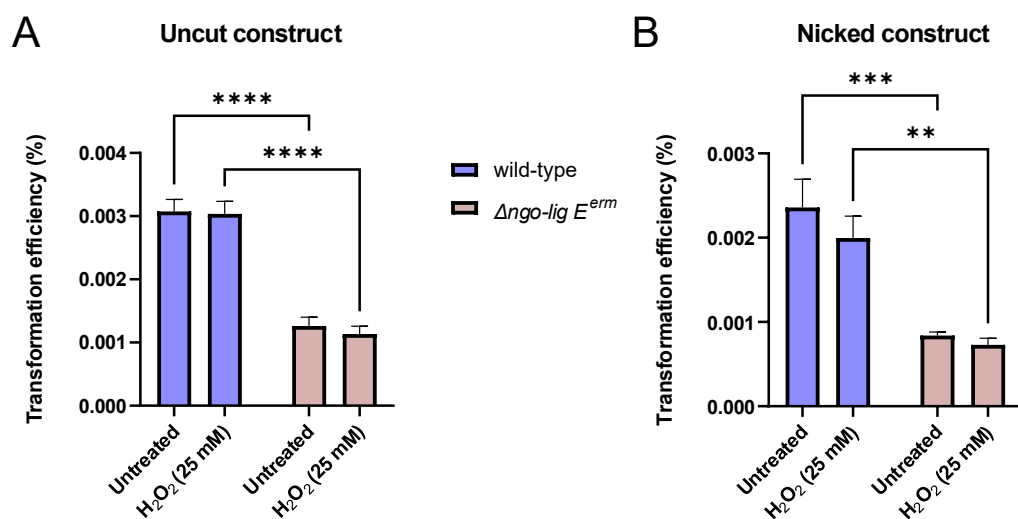 A
Uncut construct
Transformation efficiency (%)
0.004
0.003
0.002
0.001
0.000
****
****
Untreated
H₂O₂ (25 mM)
Untreated
H₂O₂ (25 mM)
wild-type
Δngo-lig E^erm
B
Nicked construct
Transformation efficiency (%)
0.003
0.002
0.001
0.000
***
**
Untreated
H₂O₂ (25 mM)
Untreated
H₂O₂ (25 mM)